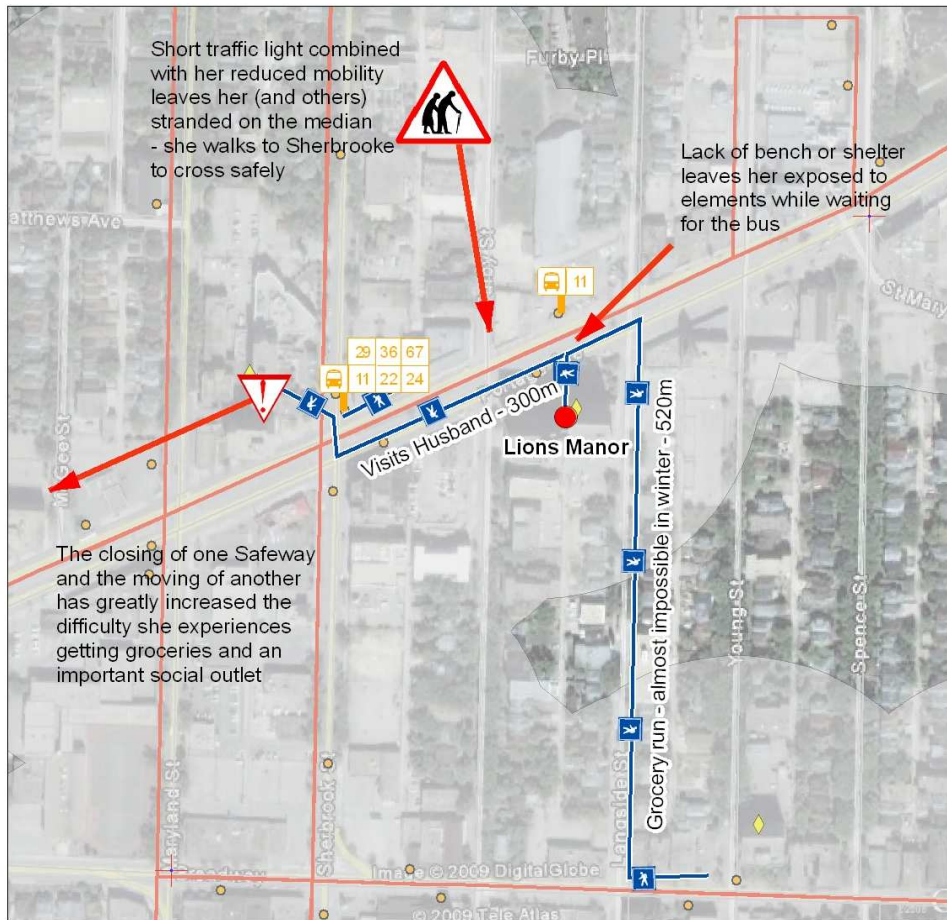 Short traffic light combined
with her reduced mobility
leaves her (and others)
stranded on the median
- she walks to Sherbrooke
to cross safely
Furby Pl
Lack of bench or shelter
leaves her exposed to
elements while waiting
for the bus
atthews Ave
St Mary
11
29 36 67
11 22 24
Visits Husband - 300m
Lions Manor
Grocery run - almost impossible in winter - 520m
McGee St
The closing of one Safeway
and the moving of another
has greatly increased the
difficulty she experiences
getting groceries and an
important social outlet
Maryland St
Sherbrook St
Langside St
Young St
Spence St
Image © 2009 DigitalGlobe
© 2009 Tele Atlas